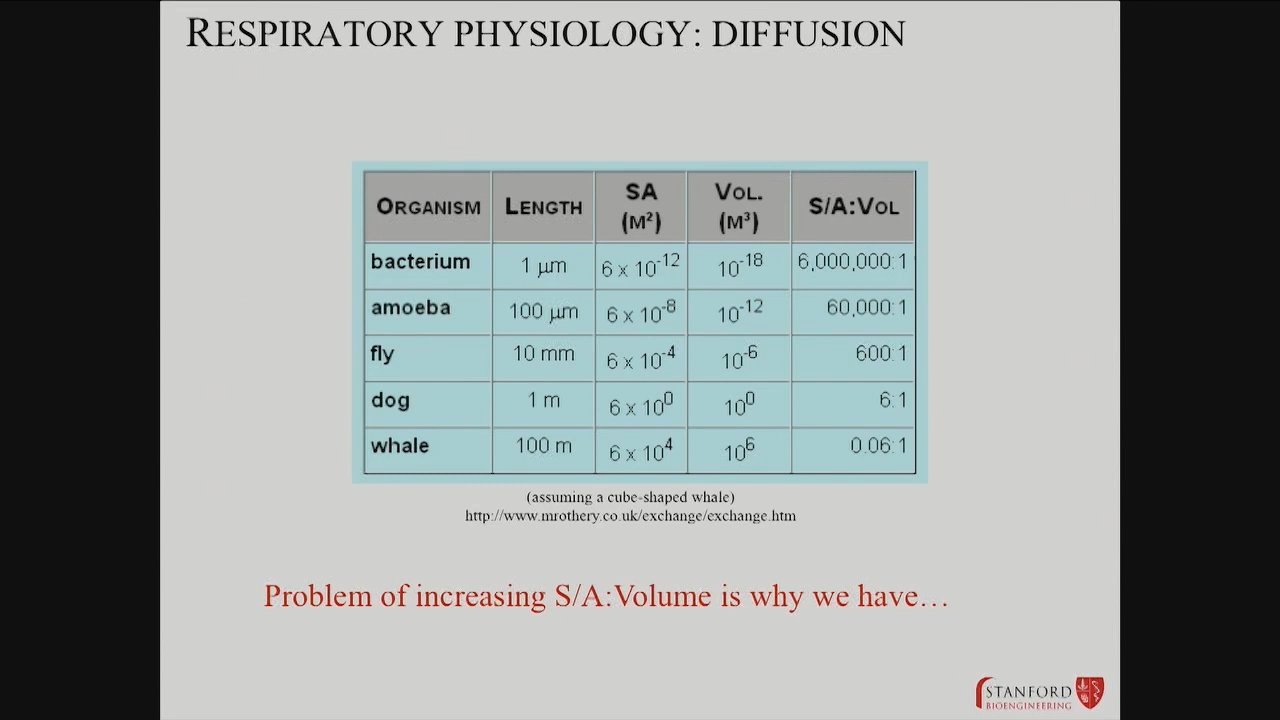 RESPIRATORY PHYSIOLOGY: DIFFUSION
ORGANISM LENGTH SA (M²) VOL. (M³) S/A:VOL
bacterium 1 µm 6 x 10⁻¹² 10⁻¹⁸ 6,000,000:1
amoeba 100 µm 6 x 10⁻⁸ 10⁻¹² 60,000:1
fly 10 mm 6 x 10⁻⁴ 10⁻⁶ 600:1
dog 1 m 6 x 10⁰ 10⁰ 6:1
whale 100 m 6 x 10⁴ 10⁶ 0.06:1
(assuming a cube-shaped whale)
http://www.mrothery.co.uk/exchange/exchange.htm
Problem of increasing S/A:Volume is why we have…
STANFORD
BIOENGINEERING